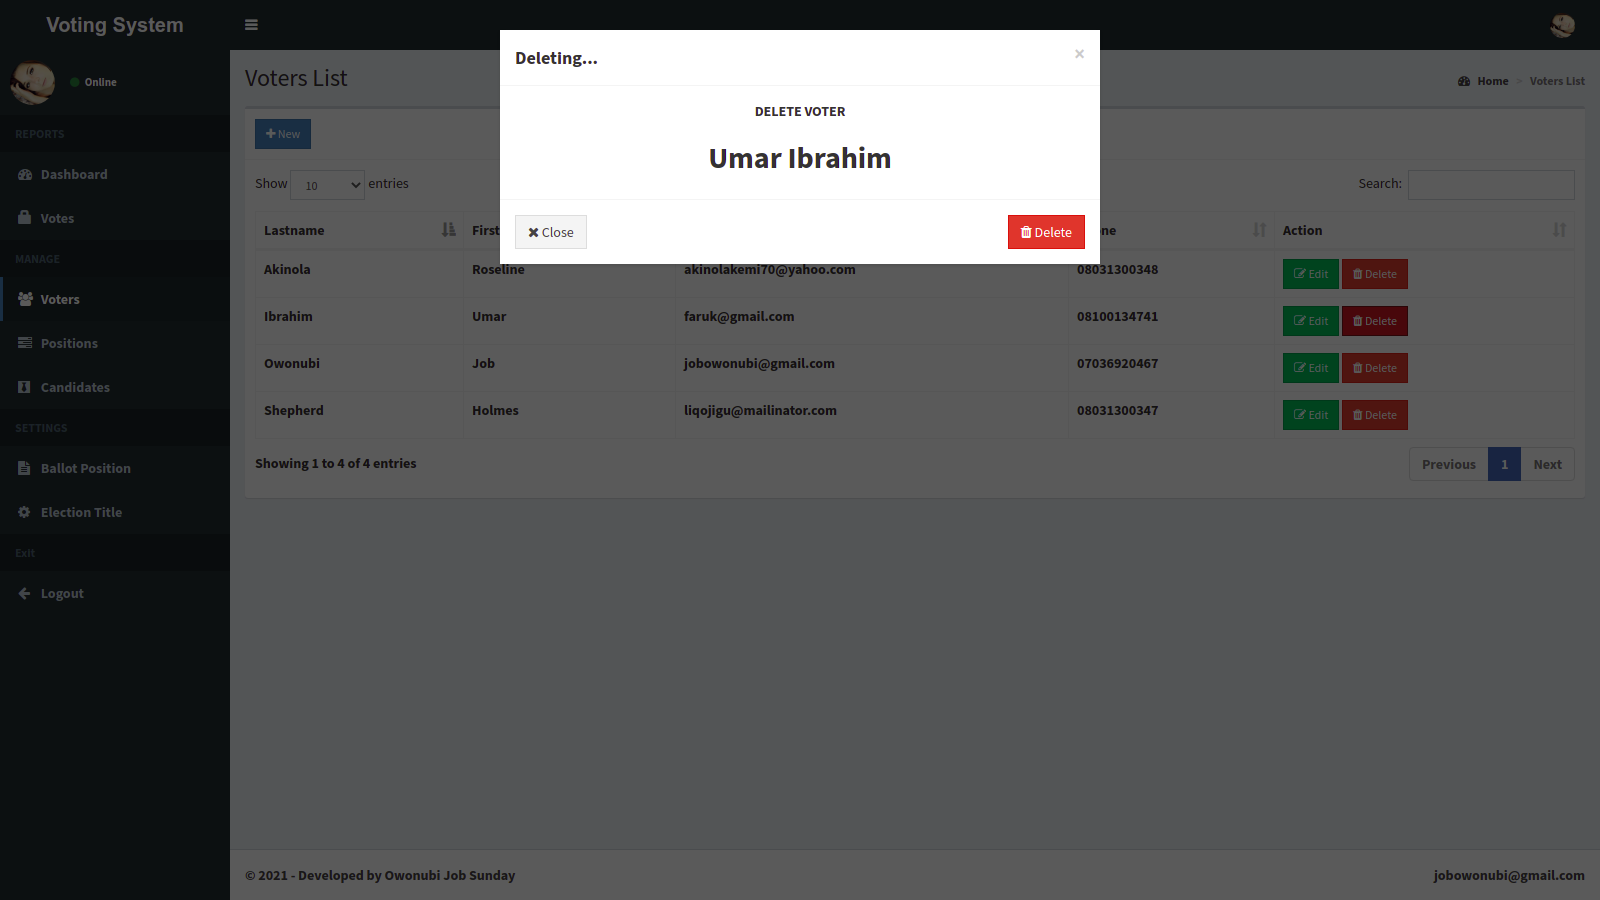 Voting System
Online
REPORTS
Dashboard
Votes
MANAGE
Voters
Positions
Candidates
SETTINGS
Ballot Position
Election Title
Exit
Logout
Voters List
Home > Voters List
New
Show 10 entries
Search:
Deleting...
×
DELETE VOTER
Umar Ibrahim
Close
Delete
Lastname Action
Akinola Roseline akinolakemi70@yahoo.com 08031300348 Edit Delete
Ibrahim Umar faruk@gmail.com 08100134741 Edit Delete
Owonubi Job jobowonubi@gmail.com 07036920467 Edit Delete
Shepherd Holmes liqojigu@mailinator.com 08031300347 Edit Delete
Showing 1 to 4 of 4 entries
Previous 1 Next
© 2021 - Developed by Owonubi Job Sunday
jobowonubi@gmail.com